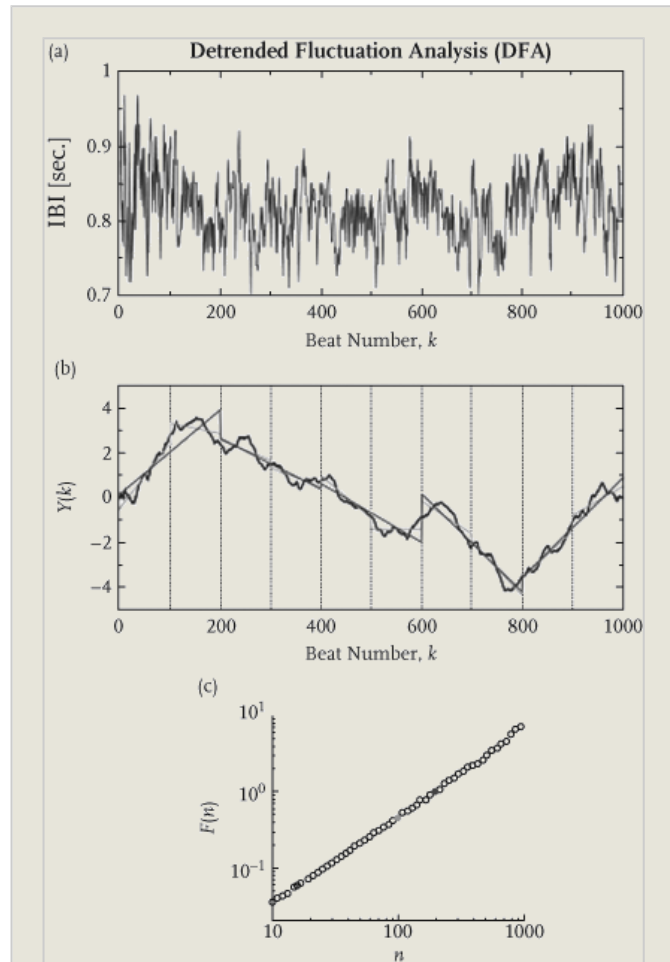 (a)
Detrended Fluctuation Analysis (DFA)
1
0.9
0.8
0.7
IBI [sec.]
0 200 400 600 800 1000
Beat Number, k
(b)
4
2
0
−2
−4
Y(k)
0 200 400 600 800 1000
Beat Number, k
(c)
10¹
10⁰
10⁻¹
F(n)
10 100 1000
n